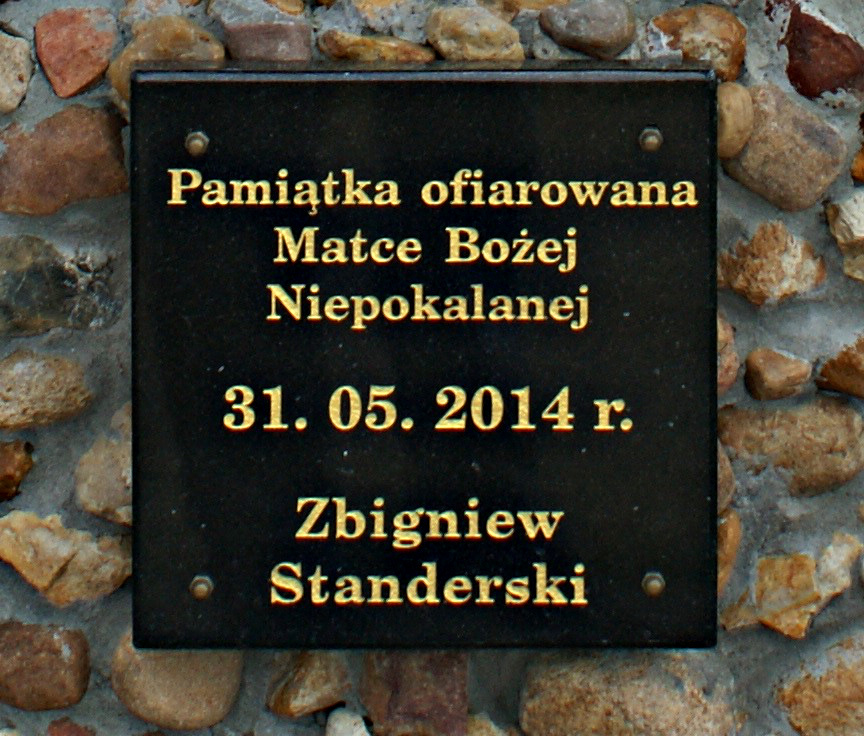 Pamiątka ofiarowana
Matce Bożej
Niepokalanej
31. 05. 2014 r.
Zbigniew
Standerski